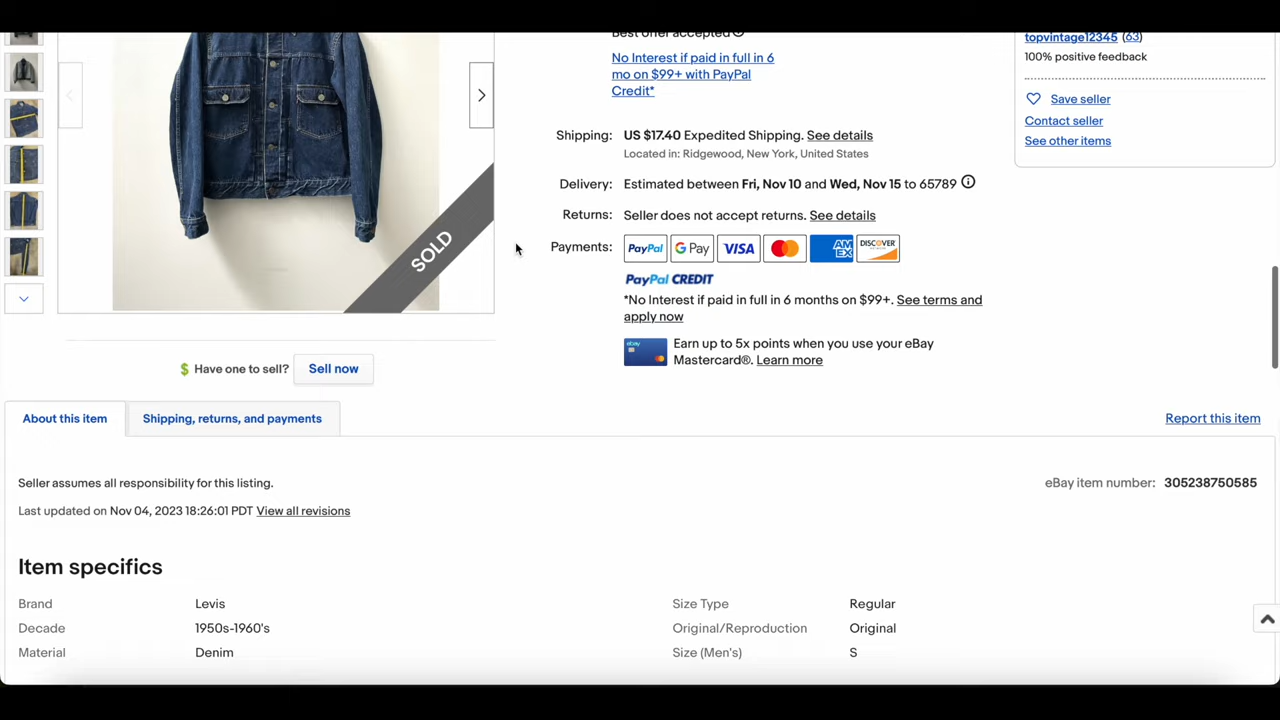 Best offer accepted
No Interest if paid in full in 6
mo on $99+ with PayPal
Credit*
topvintage12345 (63)
100% positive feedback
Save seller
Contact seller
See other items
Shipping: US $17.40 Expedited Shipping. See details
Located in: Ridgewood, New York, United States
Delivery: Estimated between Fri, Nov 10 and Wed, Nov 15 to 65789
Returns: Seller does not accept returns. See details
Payments: PayPal G Pay VISA AMEX DISCOVER
PayPal CREDIT
*No Interest if paid in full in 6 months on $99+. See terms and
apply now
Earn up to 5x points when you use your eBay
Mastercard®. Learn more
SOLD
Have one to sell? Sell now
About this item
Shipping, returns, and payments
Report this item
Seller assumes all responsibility for this listing.
eBay item number: 305238750585
Last updated on Nov 04, 2023 18:26:01 PDT View all revisions
Item specifics
Brand Levis
Size Type Regular
Decade 1950s-1960's
Original/Reproduction Original
Material Denim
Size (Men's) S